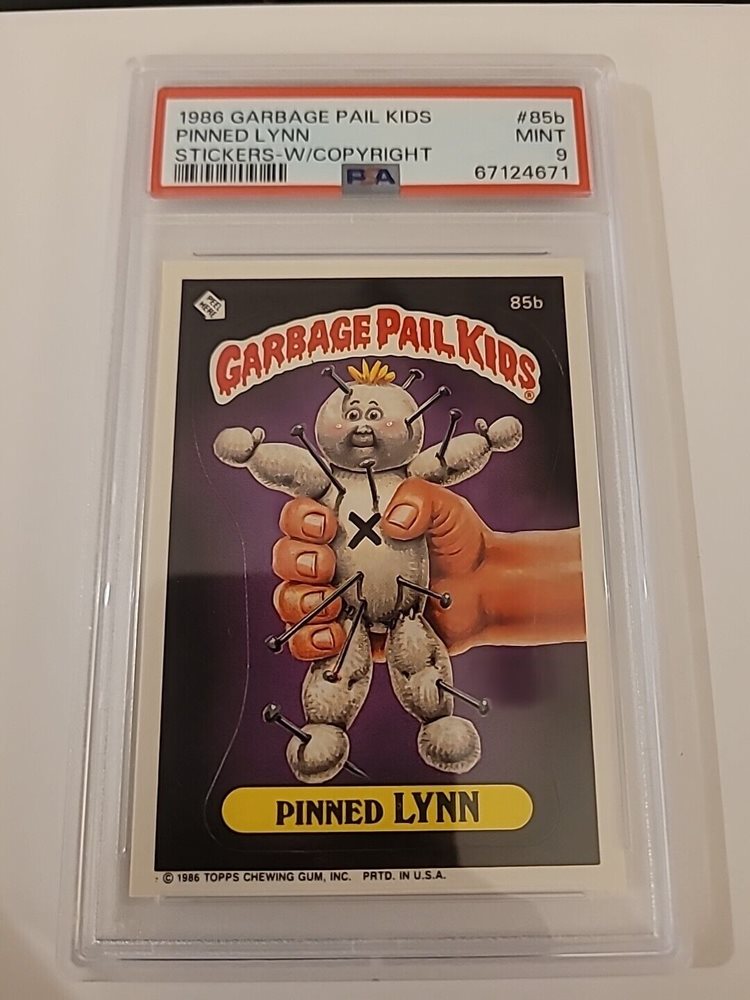 1986 GARBAGE PAIL KIDS #85b
PINNED LYNN MINT
STICKERS-W/COPYRIGHT 9
PSA 67124671
PEEL HERE
85b
GARBAGE PAIL KIDS®
X
PINNED LYNN
© 1986 TOPPS CHEWING GUM, INC. PRTD. IN U.S.A.